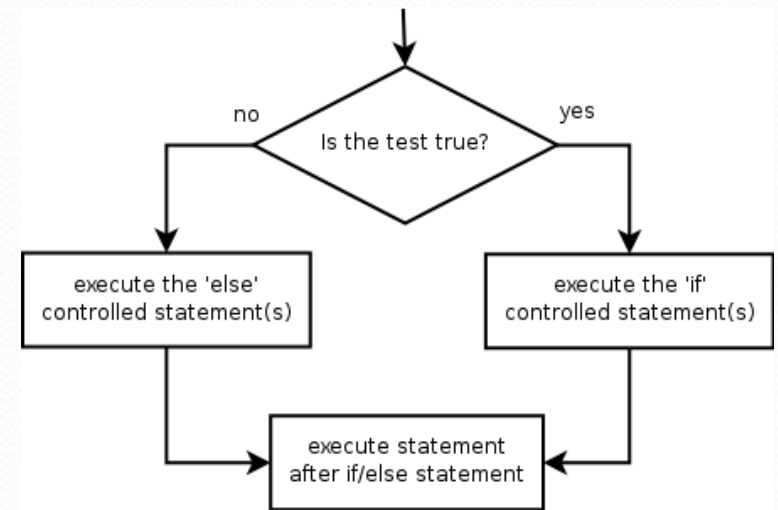 no
yes
Is the test true?
execute the 'else'
controlled statement(s)
execute the 'if'
controlled statement(s)
execute statement
after if/else statement